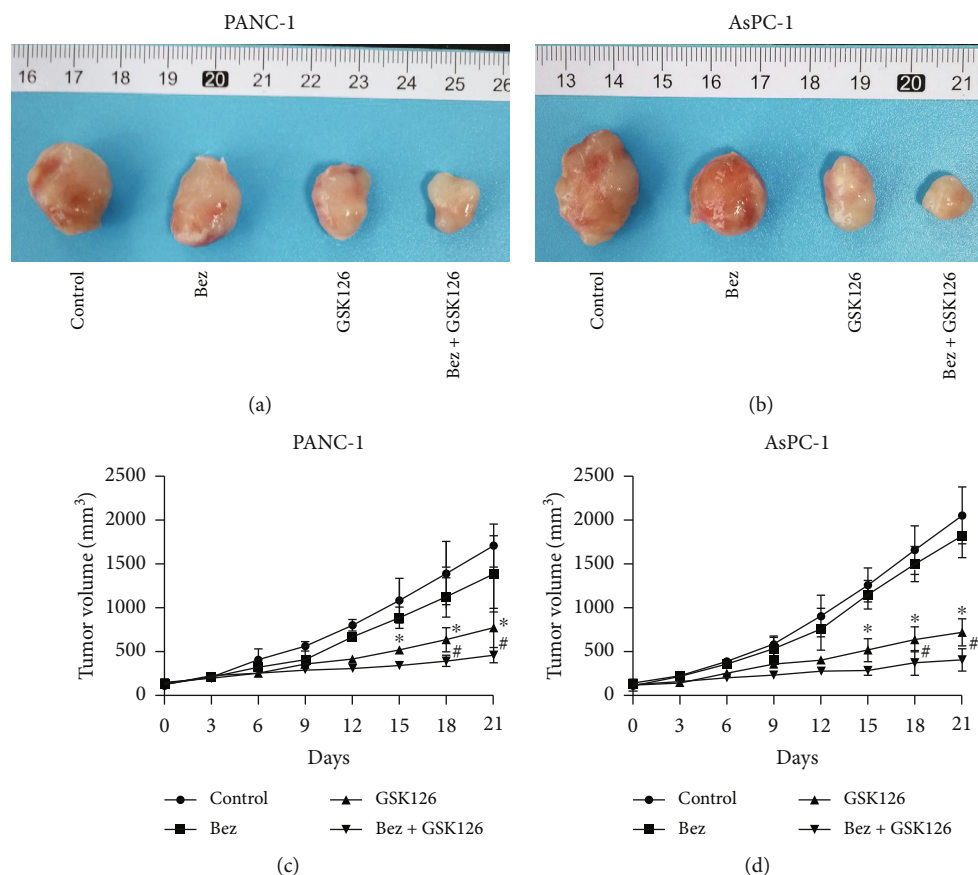 PANC-1
16 17 18 19 20 21 22 23 24 25 26
Control
Bez
GSK126
Bez + GSK126
(a)
AsPC-1
13 14 15 16 17 18 19 20 21
Control
Bez
GSK126
Bez + GSK126
(b)
PANC-1
Tumor volume (mm³)
2500
2000
1500
1000
500
0
* * *
# #
0 3 6 9 12 15 18 21
Days
Control GSK126
Bez Bez + GSK126
(c)
AsPC-1
Tumor volume (mm³)
2500
2000
1500
1000
500
0
* * *
# #
0 3 6 9 12 15 18 21
Days
Control GSK126
Bez Bez + GSK126
(d)